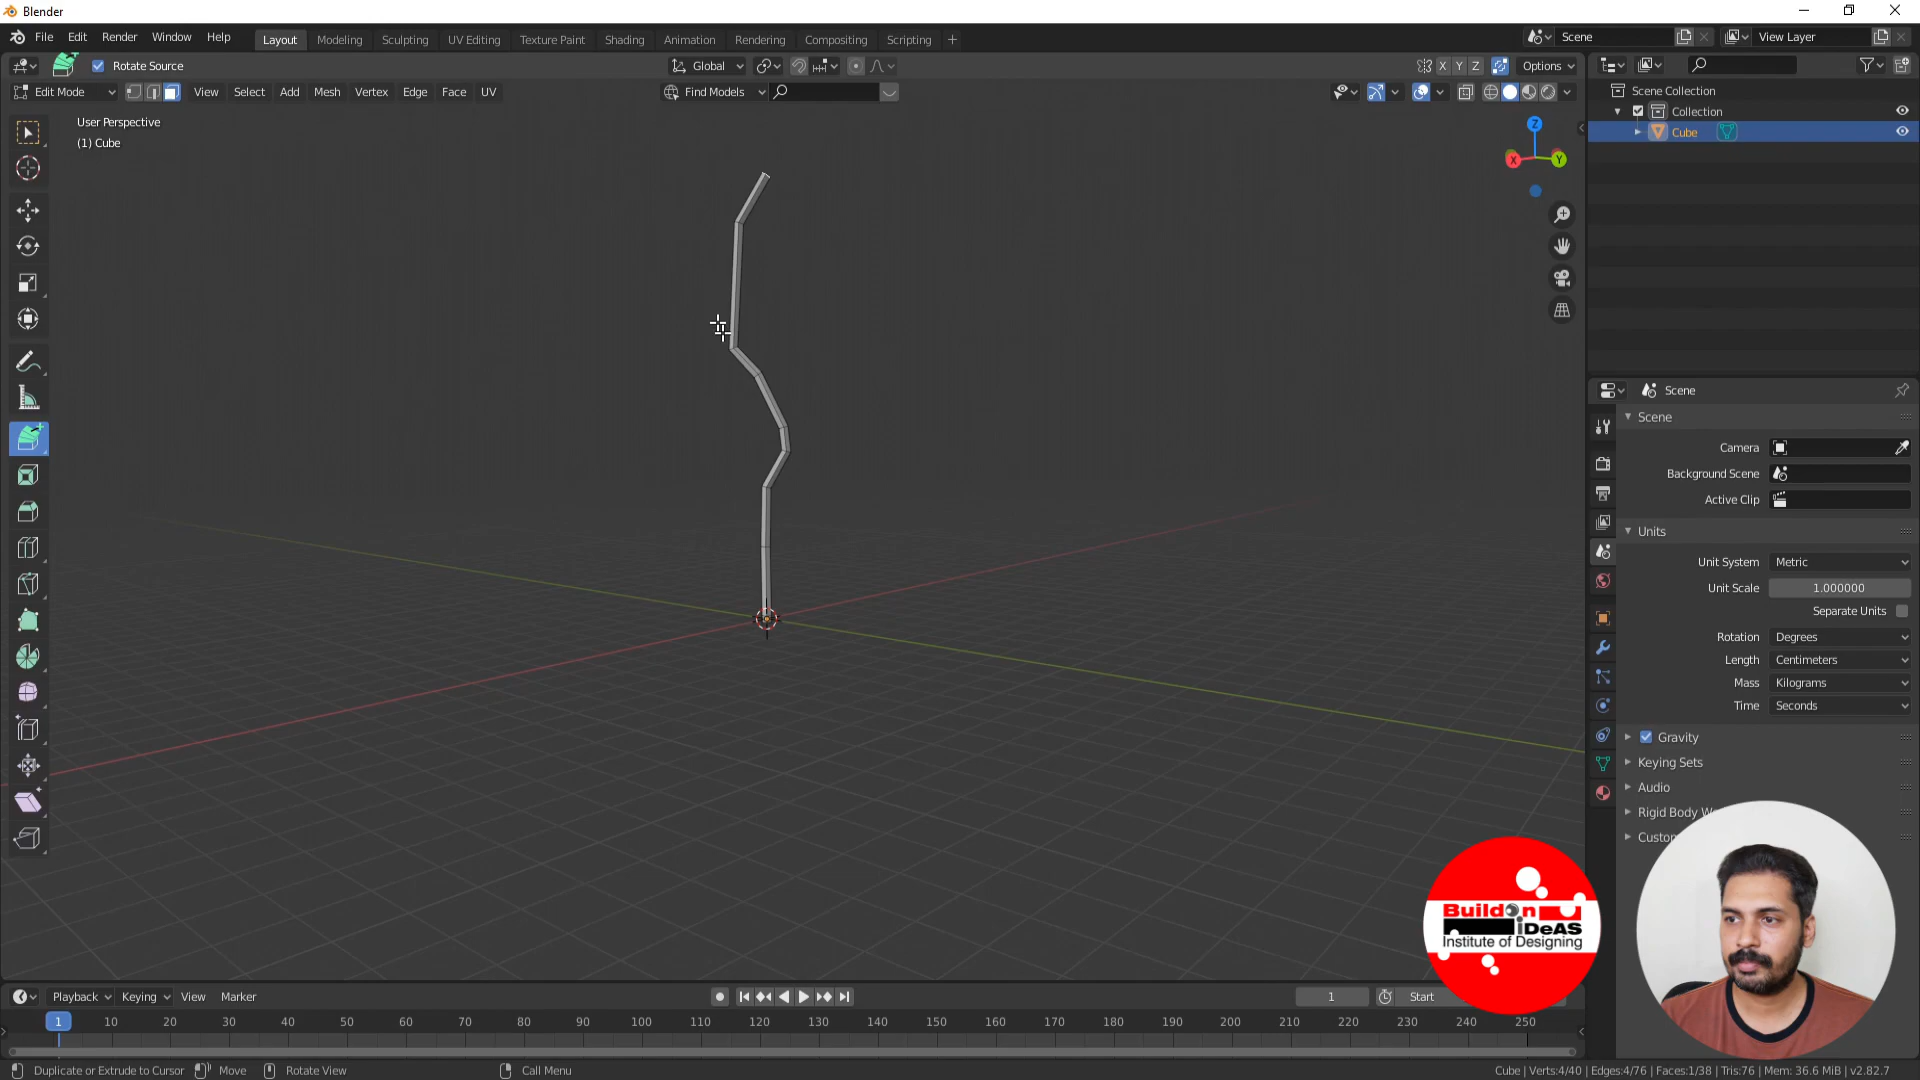 Blender
File Edit Render Window Help Layout Modeling Sculpting UV Editing Texture Paint Shading Animation Rendering Compositing Scripting + Scene View Layer
Rotate Source Global X Y Z Options
Edit Mode View Select Add Mesh Vertex Edge Face UV Find Models
User Perspective
(1) Cube
Z
X Y
Scene Collection
Collection
Cube
Scene
Scene
Camera
Background Scene
Active Clip
Units
Unit System Metric
Unit Scale 1.000000
Separate Units
Rotation Degrees
Length Centimeters
Mass Kilograms
Time Seconds
Gravity
Keying Sets
Audio
Rigid Body
Build on
iDeAS
Institute of Designing
Playback Keying View Marker 1 Start
1 10 20 30 40 50 60 70 80 90 100 110 120 130 140 150 160 170 180 190 200 210 220 230 240 250
Duplicate or Extrude to Cursor Move Rotate View Call Menu Cube | Verts:4/40 | Edges:4/76 | Faces:1/38 | Tris:76 | Mem: 36.6 MiB | v2.82.7